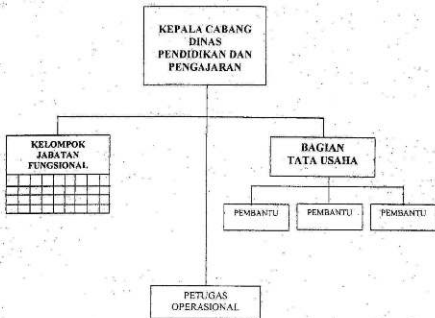 KEPALA CABANG
DINAS
PENDIDIKAN DAN
PENGAJARAN
KELOMPOK
JABATAN
FUNGSIONAL
BAGIAN
TATA USAHA
PEMBANTU
PEMBANTU
PEMBANTU
PETUGAS
OPERASIONAL